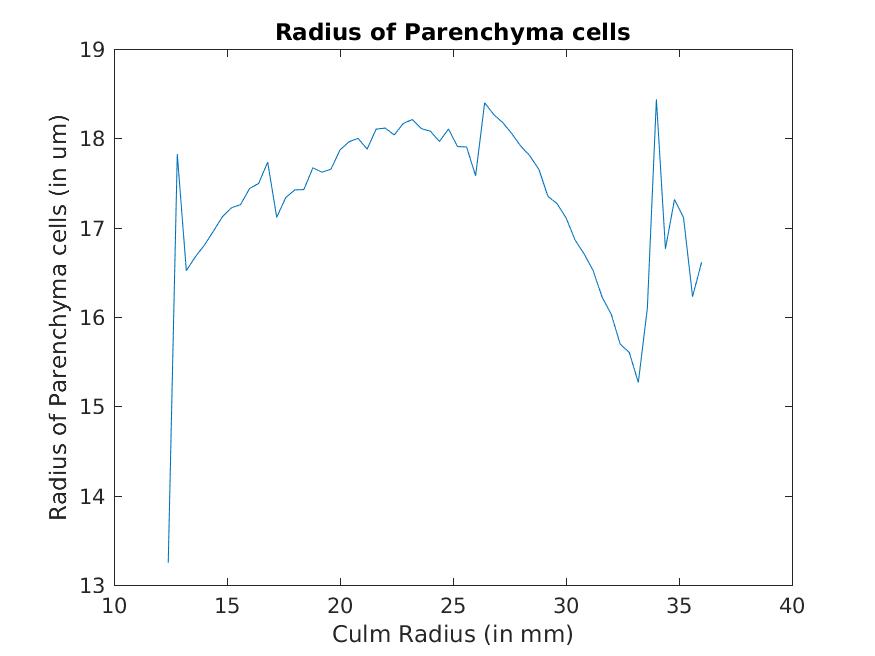 Radius of Parenchyma cells
19
18
17
16
15
14
13
Radius of Parenchyma cells (in um)
10 15 20 25 30 35 40
Culm Radius (in mm)